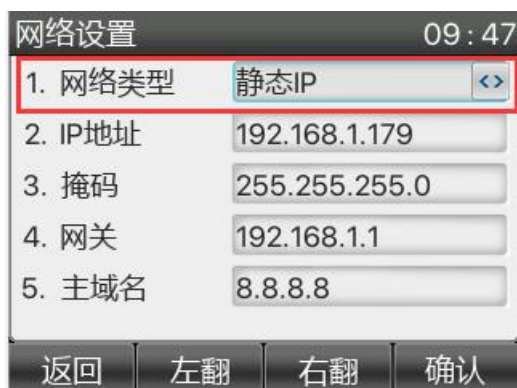 网络设置 09:47
1. 网络类型 静态IP <>
2. IP地址 192.168.1.179
3. 掩码 255.255.255.0
4. 网关 192.168.1.1
5. 主域名 8.8.8.8
返回 左翻 右翻 确认